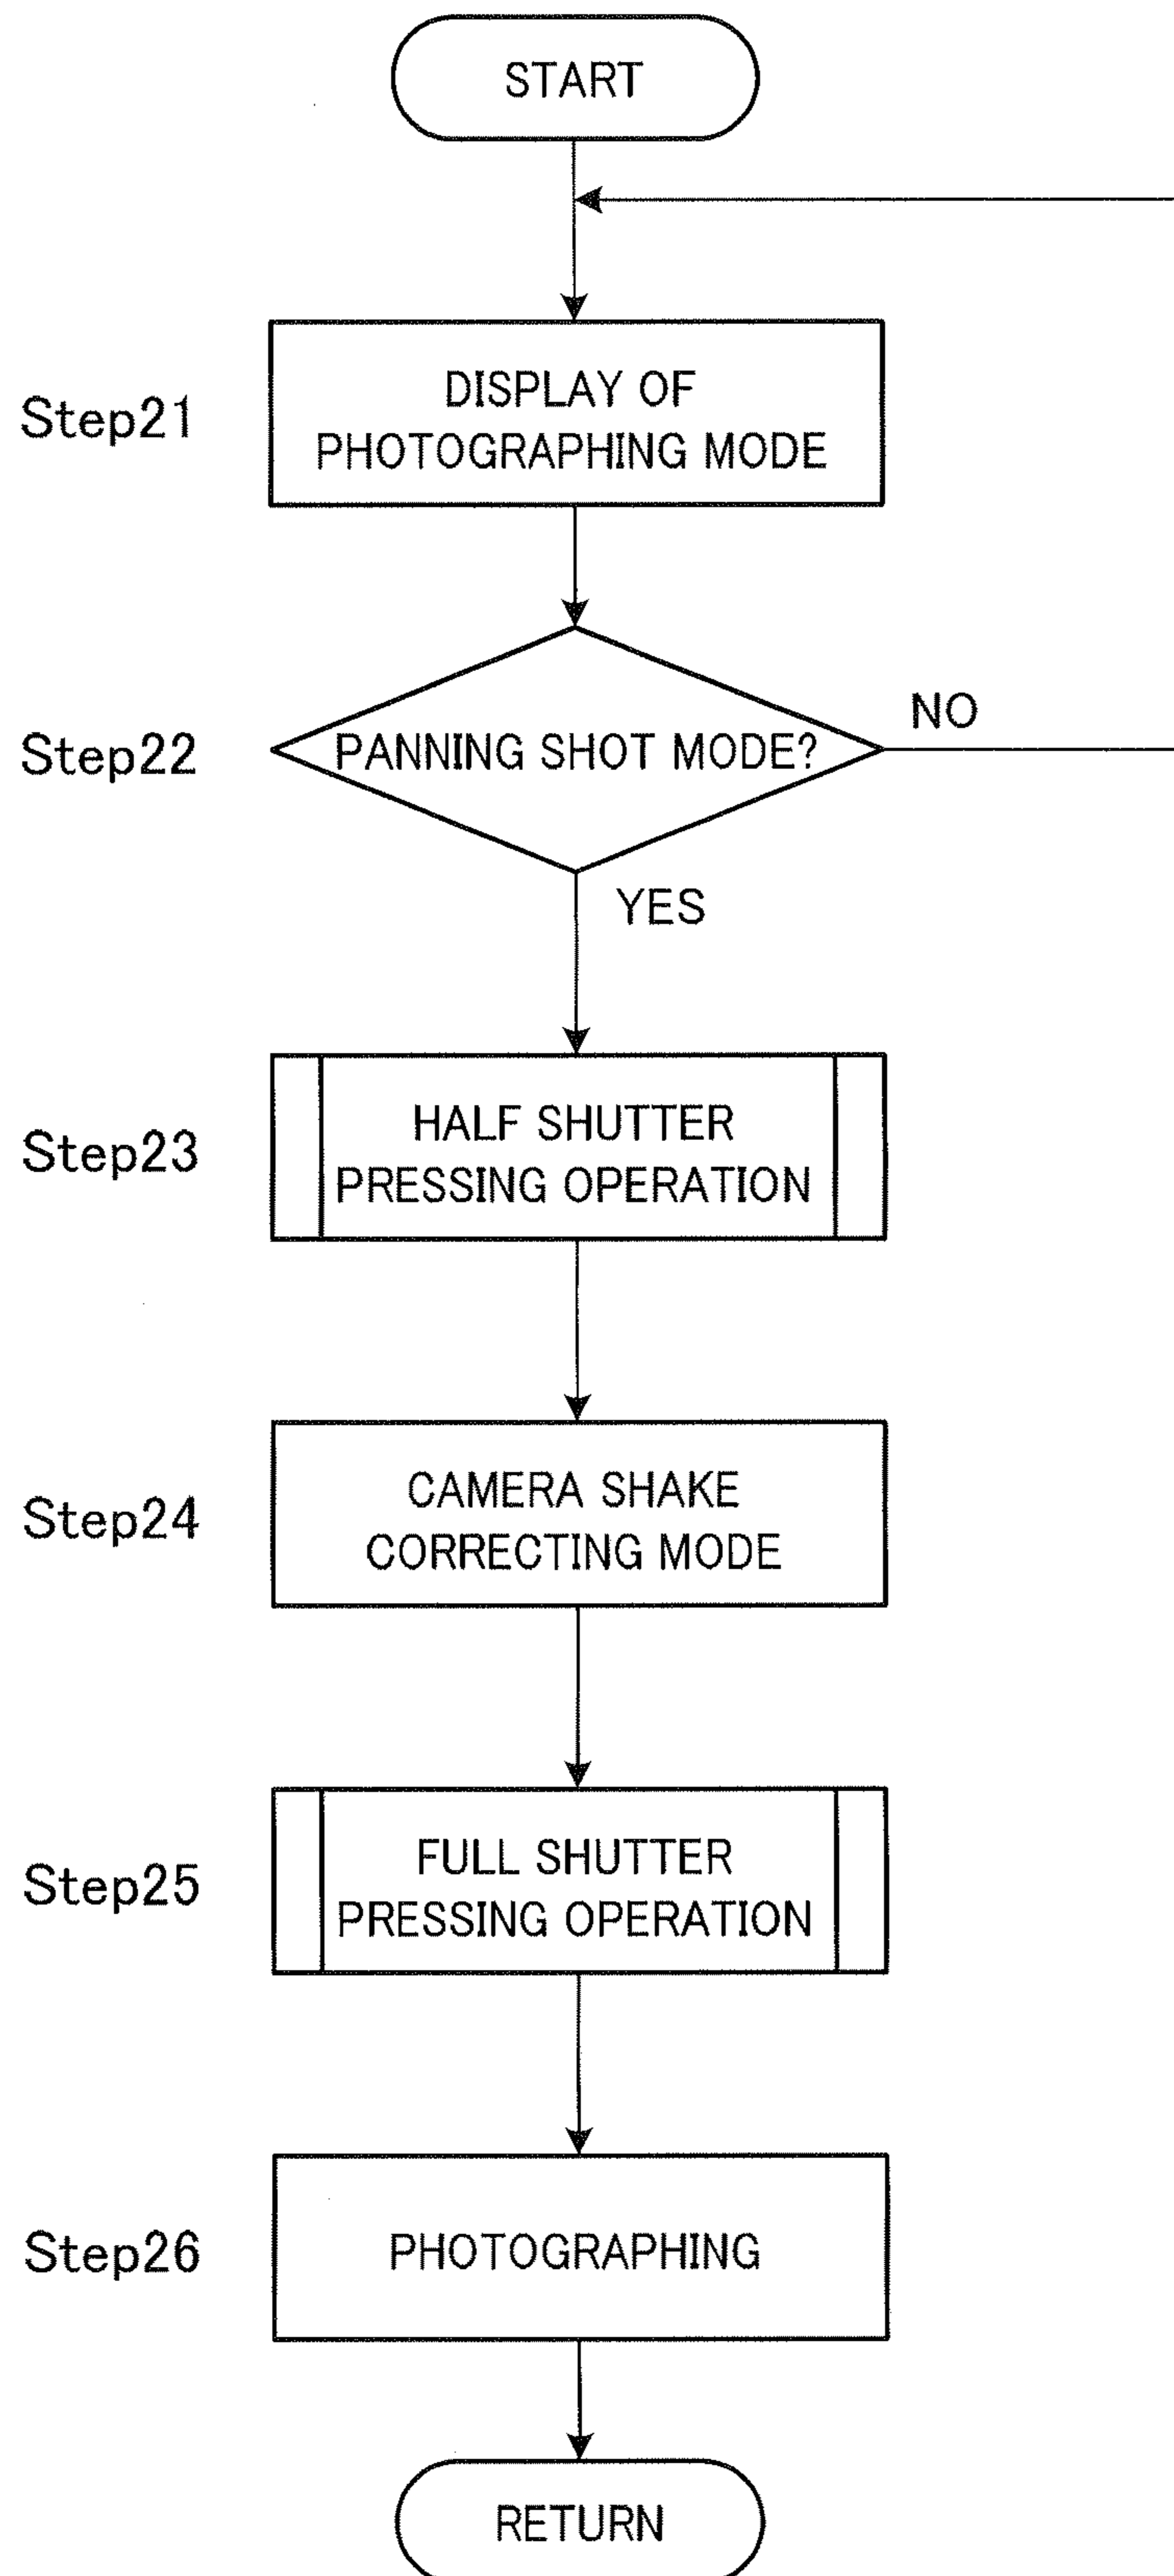 START
Step21
DISPLAY OF
PHOTOGRAPHING MODE
Step22
PANNING SHOT MODE?
NO
YES
Step23
HALF SHUTTER
PRESSING OPERATION
Step24
CAMERA SHAKE
CORRECTING MODE
Step25
FULL SHUTTER
PRESSING OPERATION
Step26
PHOTOGRAPHING
RETURN